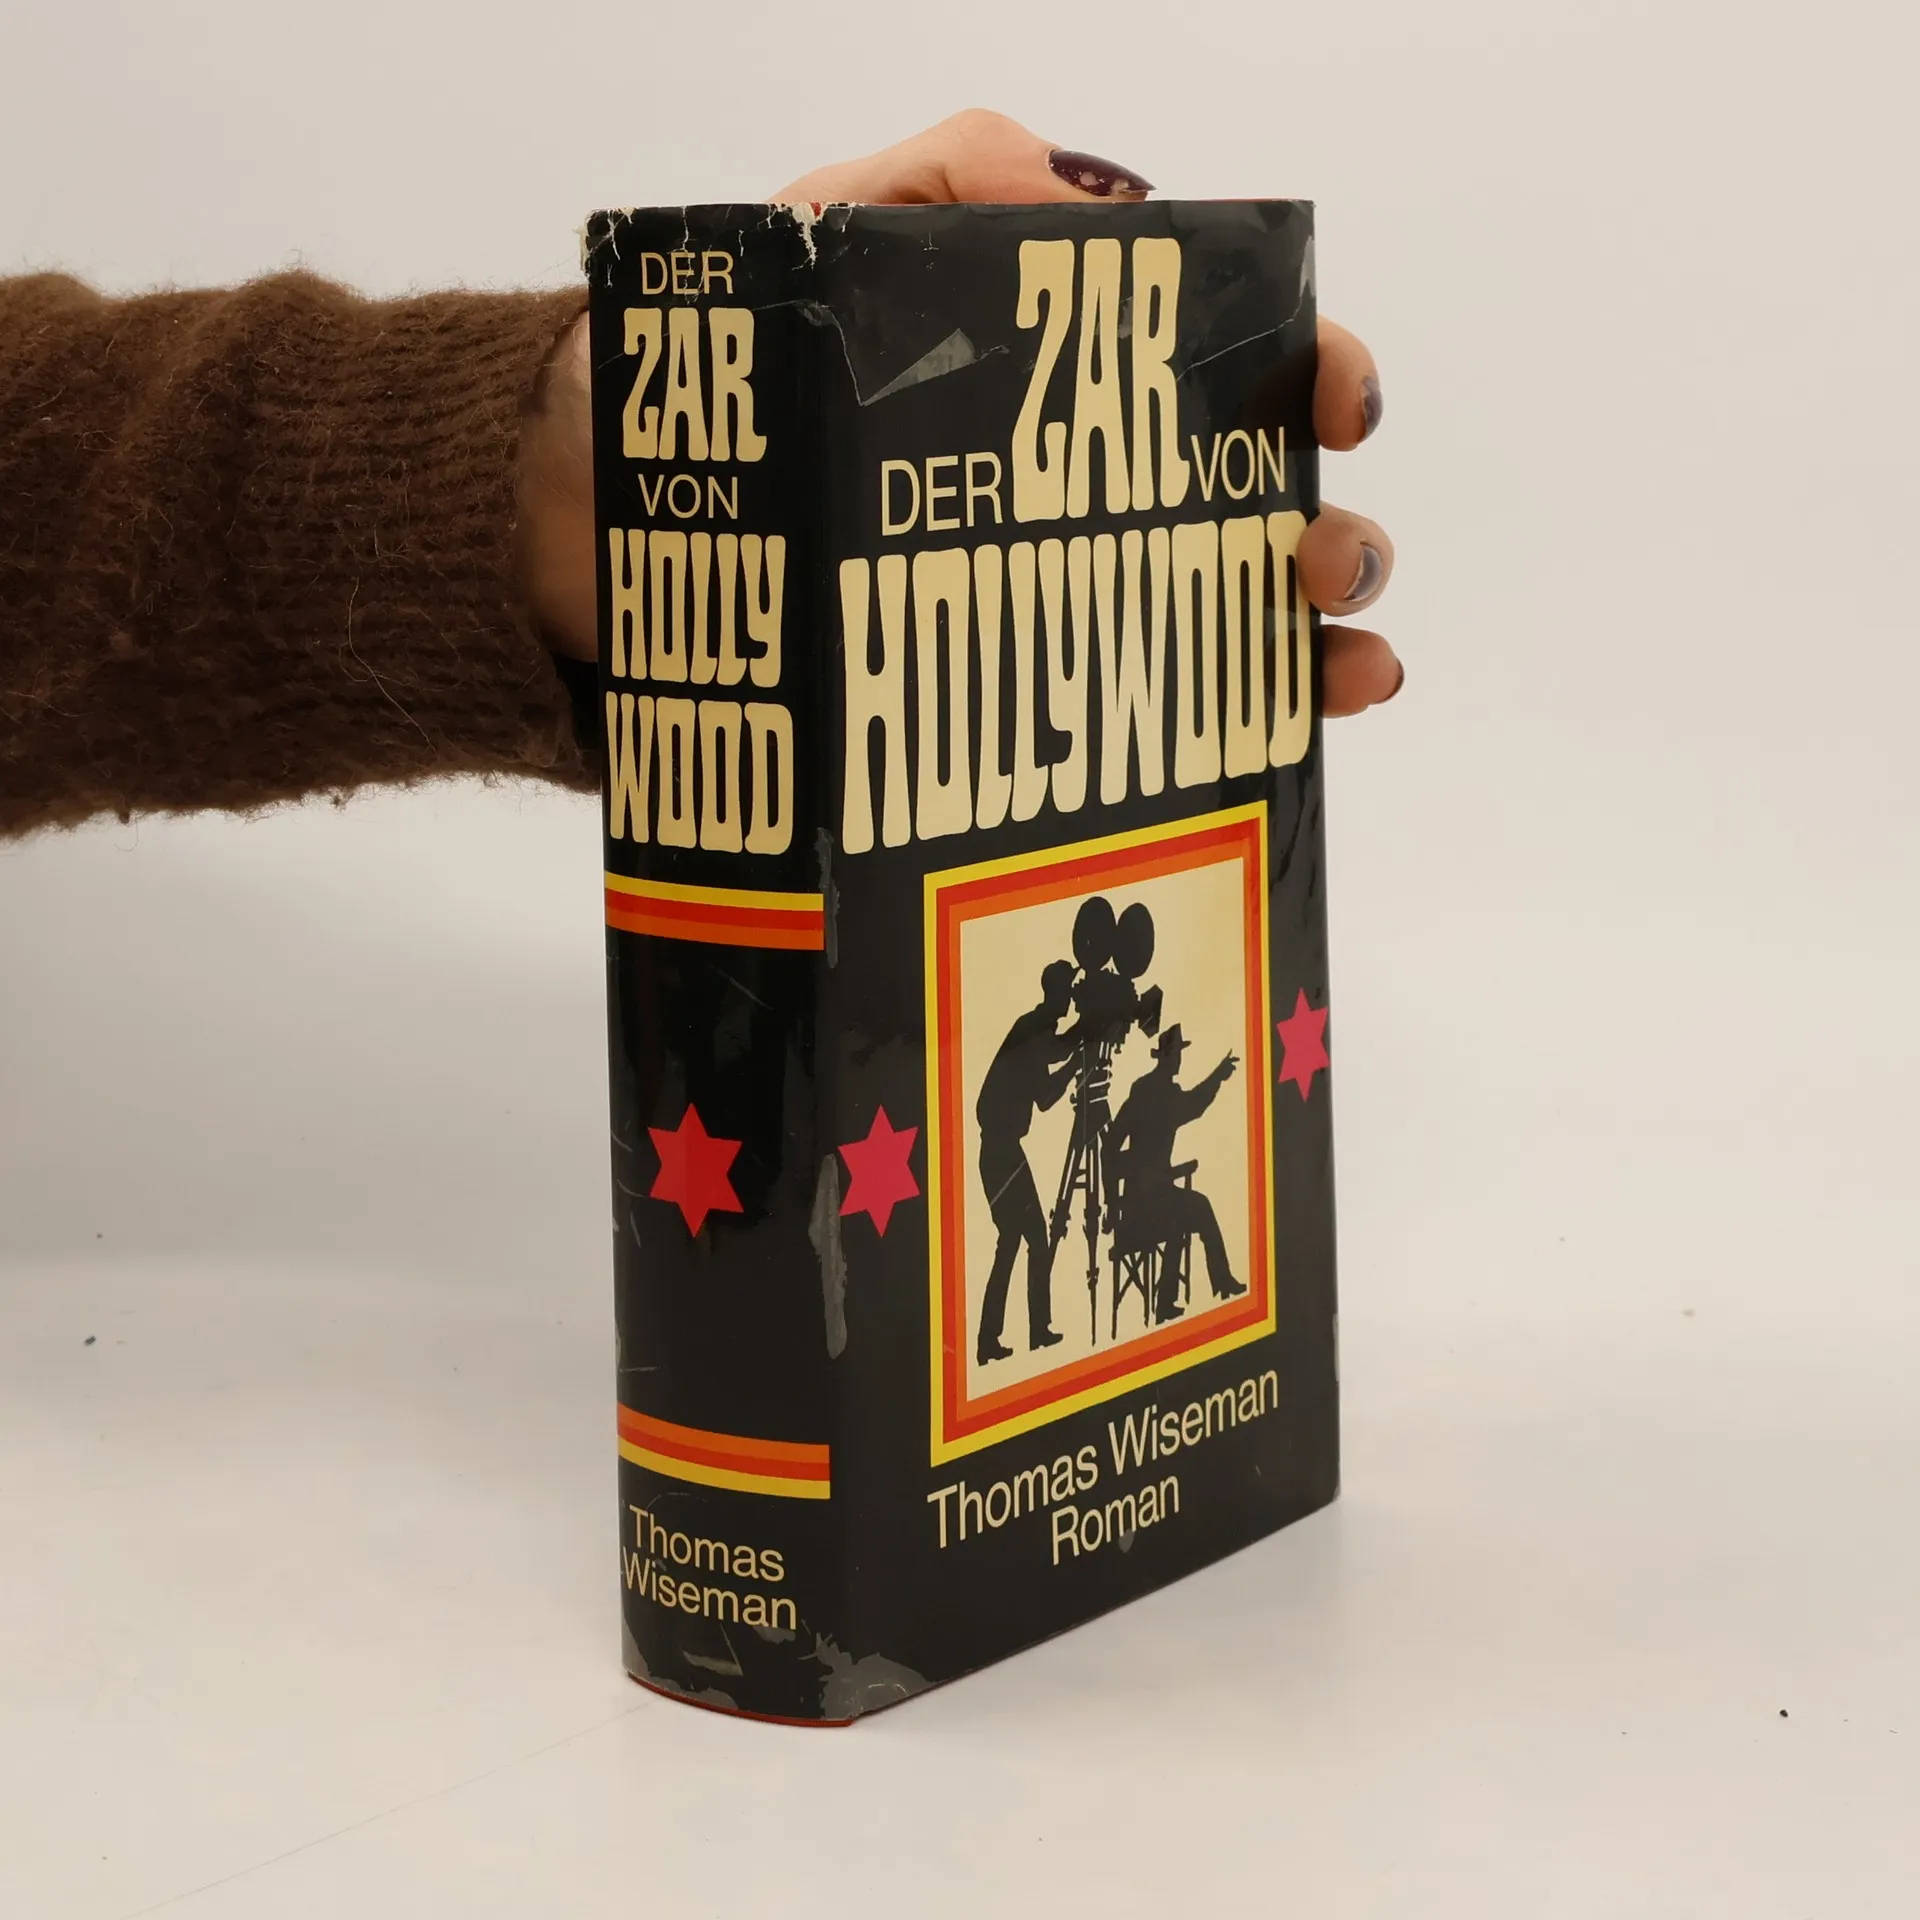 DER
ZAR
VON
HOLLY
WOOD
Thomas
Wiseman
DER ZAR VON
HOLLYWOOD
Thomas Wiseman
Roman